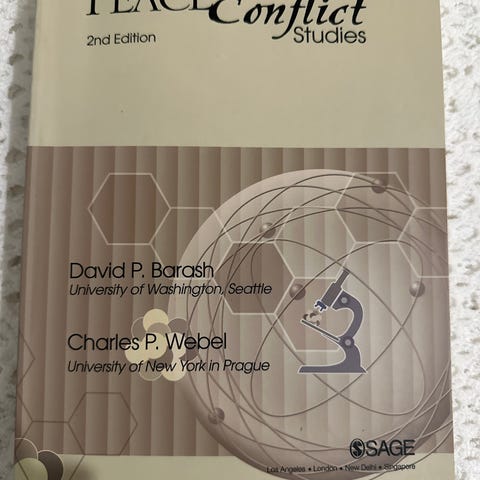 PEACE Conflict
2nd Edition
Studies
David P. Barash
University of Washington, Seattle
Charles P. Webel
University of New York in Prague
SAGE
Los Angeles • London • New Delhi • Singapore